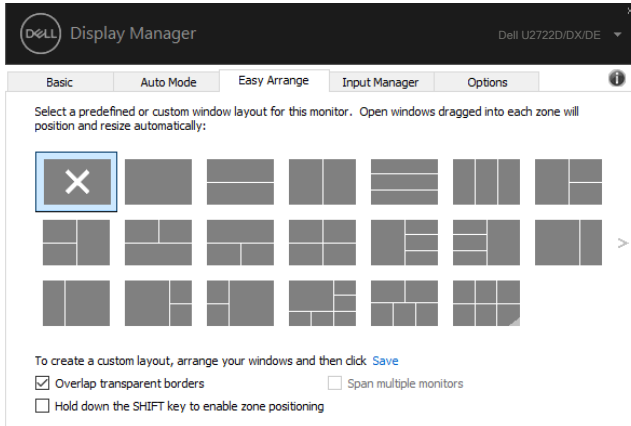 DELL Display Manager
Dell U2722D/DX/DE
Basic Auto Mode Easy Arrange Input Manager Options
Select a predefined or custom window layout for this monitor. Open windows dragged into each zone will
position and resize automatically:
To create a custom layout, arrange your windows and then click Save
Overlap transparent borders
Span multiple monitors
Hold down the SHIFT key to enable zone positioning